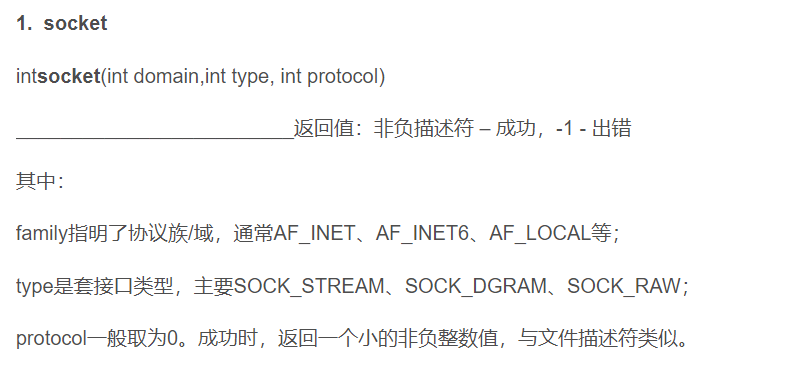 1. socket
intsocket(int domain,int type, int protocol)
_________________________返回值：非负描述符 – 成功，-1 - 出错
其中：
family指明了协议族/域，通常AF_INET、AF_INET6、AF_LOCAL等；
type是套接口类型，主要SOCK_STREAM、SOCK_DGRAM、SOCK_RAW；
protocol一般取为0。成功时，返回一个小的非负整数值，与文件描述符类似。